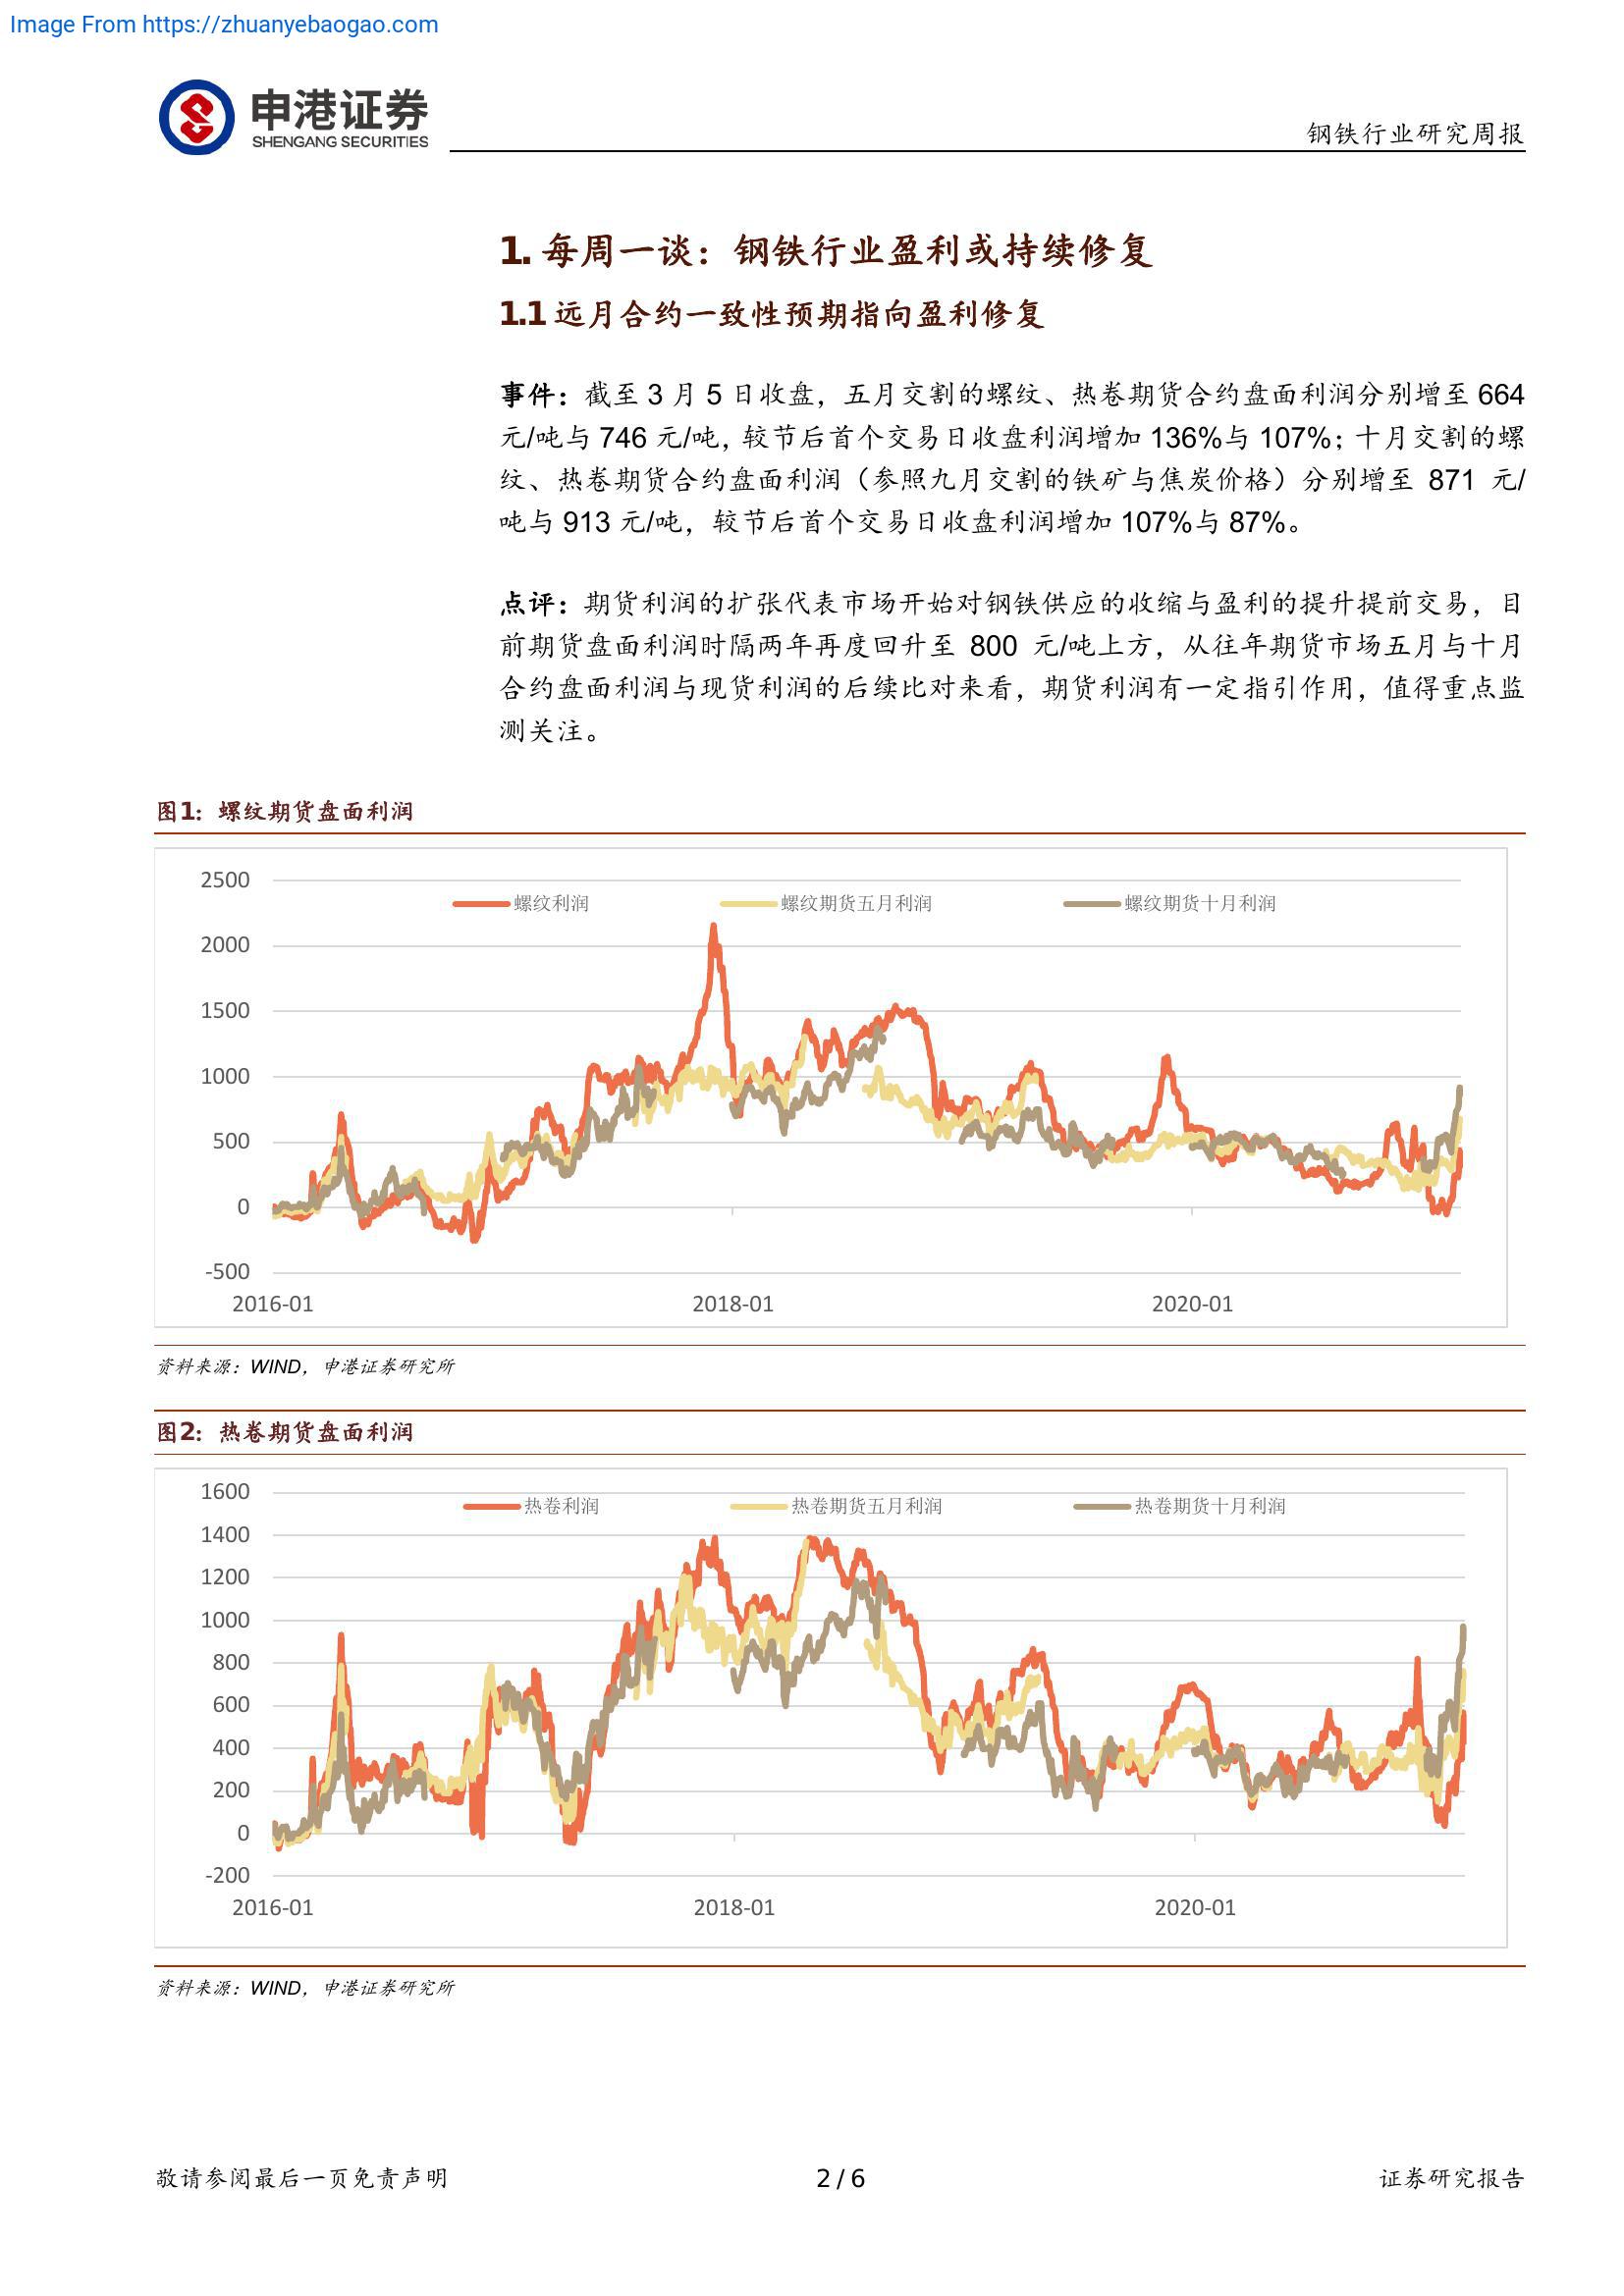 Image From https://zhuanyebaogao.com
申港证券
SHENGANG SECURITIES
钢铁行业研究周报
1. 每周一谈：钢铁行业盈利或持续修复
1.1 远月合约一致性预期指向盈利修复
事件：截至 3 月 5 日收盘，五月交割的螺纹、热卷期货合约盘面利润分别增至 664
元/吨与 746 元/吨，较节后首个交易日收盘利润增加 136%与 107%；十月交割的螺
纹、热卷期货合约盘面利润（参照九月交割的铁矿与焦炭价格）分别增至 871 元/
吨与 913 元/吨，较节后首个交易日收盘利润增加 107%与 87%。
点评：期货利润的扩张代表市场开始对钢铁供应的收缩与盈利的提升提前交易，目
前期货盘面利润时隔两年再度回升至 800 元/吨上方，从往年期货市场五月与十月
合约盘面利润与现货利润的后续比对来看，期货利润有一定指引作用，值得重点监
测关注。
图1：螺纹期货盘面利润
2500
螺纹利润 螺纹期货五月利润 螺纹期货十月利润
2000
1500
1000
500
0
-500
2016-01 2018-01 2020-01
资料来源：WIND，申港证券研究所
图2：热卷期货盘面利润
1600
热卷利润 热卷期货五月利润 热卷期货十月利润
1400
1200
1000
800
600
400
200
0
-200
2016-01 2018-01 2020-01
资料来源：WIND，申港证券研究所
敬请参阅最后一页免责声明 2 / 6 证券研究报告